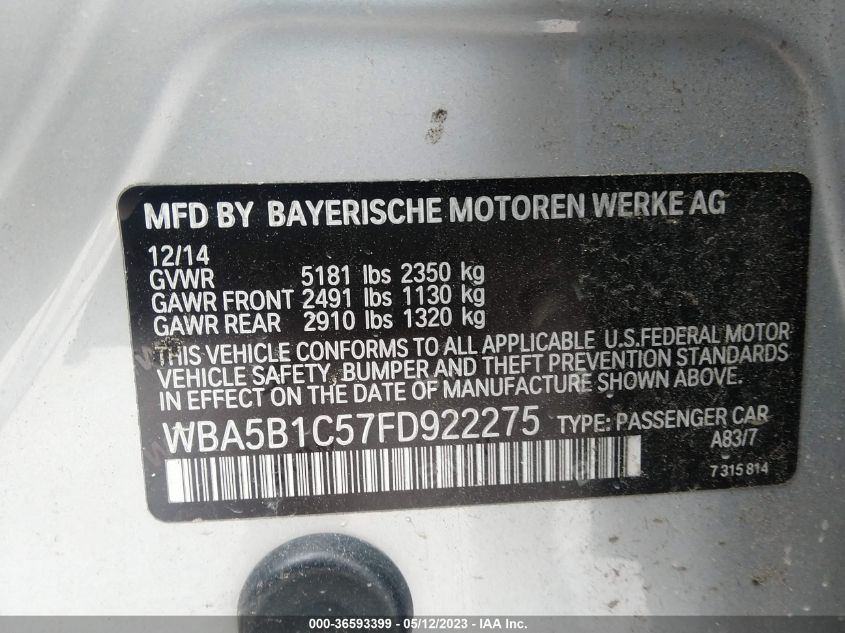 MFD BY BAYERISCHE MOTOREN WERKE AG
12/14
GVWR 5181 lbs 2350 kg
GAWR FRONT 2491 lbs 1130 kg
GAWR REAR 2910 lbs 1320 kg
THIS VEHICLE CONFORMS TO ALL APPLICABLE U.S.FEDERAL MOTOR
VEHICLE SAFETY, BUMPER AND THEFT PREVENTION STANDARDS
IN EFFECT ON THE DATE OF MANUFACTURE SHOWN ABOVE.
WBA5B1C57FD922275 TYPE: PASSENGER CAR
A83/7
7 315 814
000-36593399 - 05/12/2023 - IAA Inc.